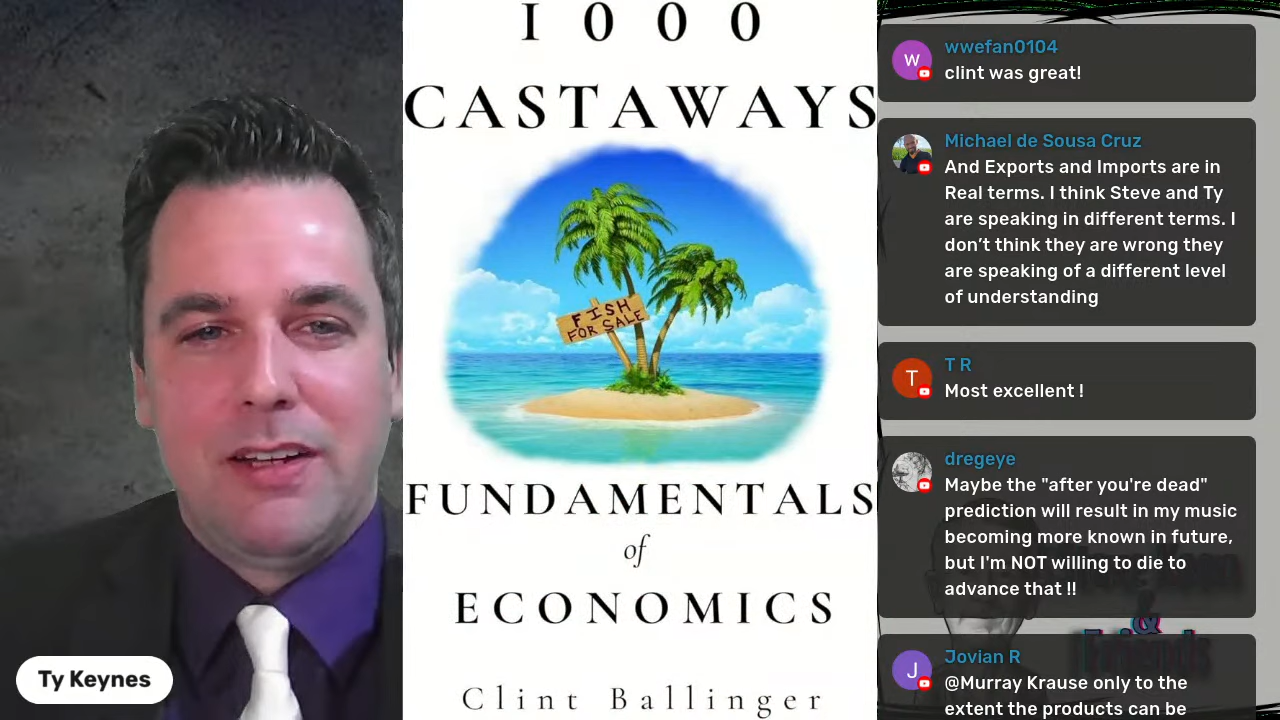 Ty Keynes
1000
CASTAWAYS
FISH
FOR SALE
FUNDAMENTALS
of
ECONOMICS
Clint Ballinger
W
wwefan0104
clint was great!
Michael de Sousa Cruz
And Exports and Imports are in
Real terms. I think Steve and Ty
are speaking in different terms. I
don’t think they are wrong they
are speaking of a different level
of understanding
T
T R
Most excellent !
dregeye
Maybe the "after you're dead"
prediction will result in my music
becoming more known in future,
but I'm NOT willing to die to
advance that !!
&
Friends
J
Jovian R
@Murray Krause only to the
extent the products can be